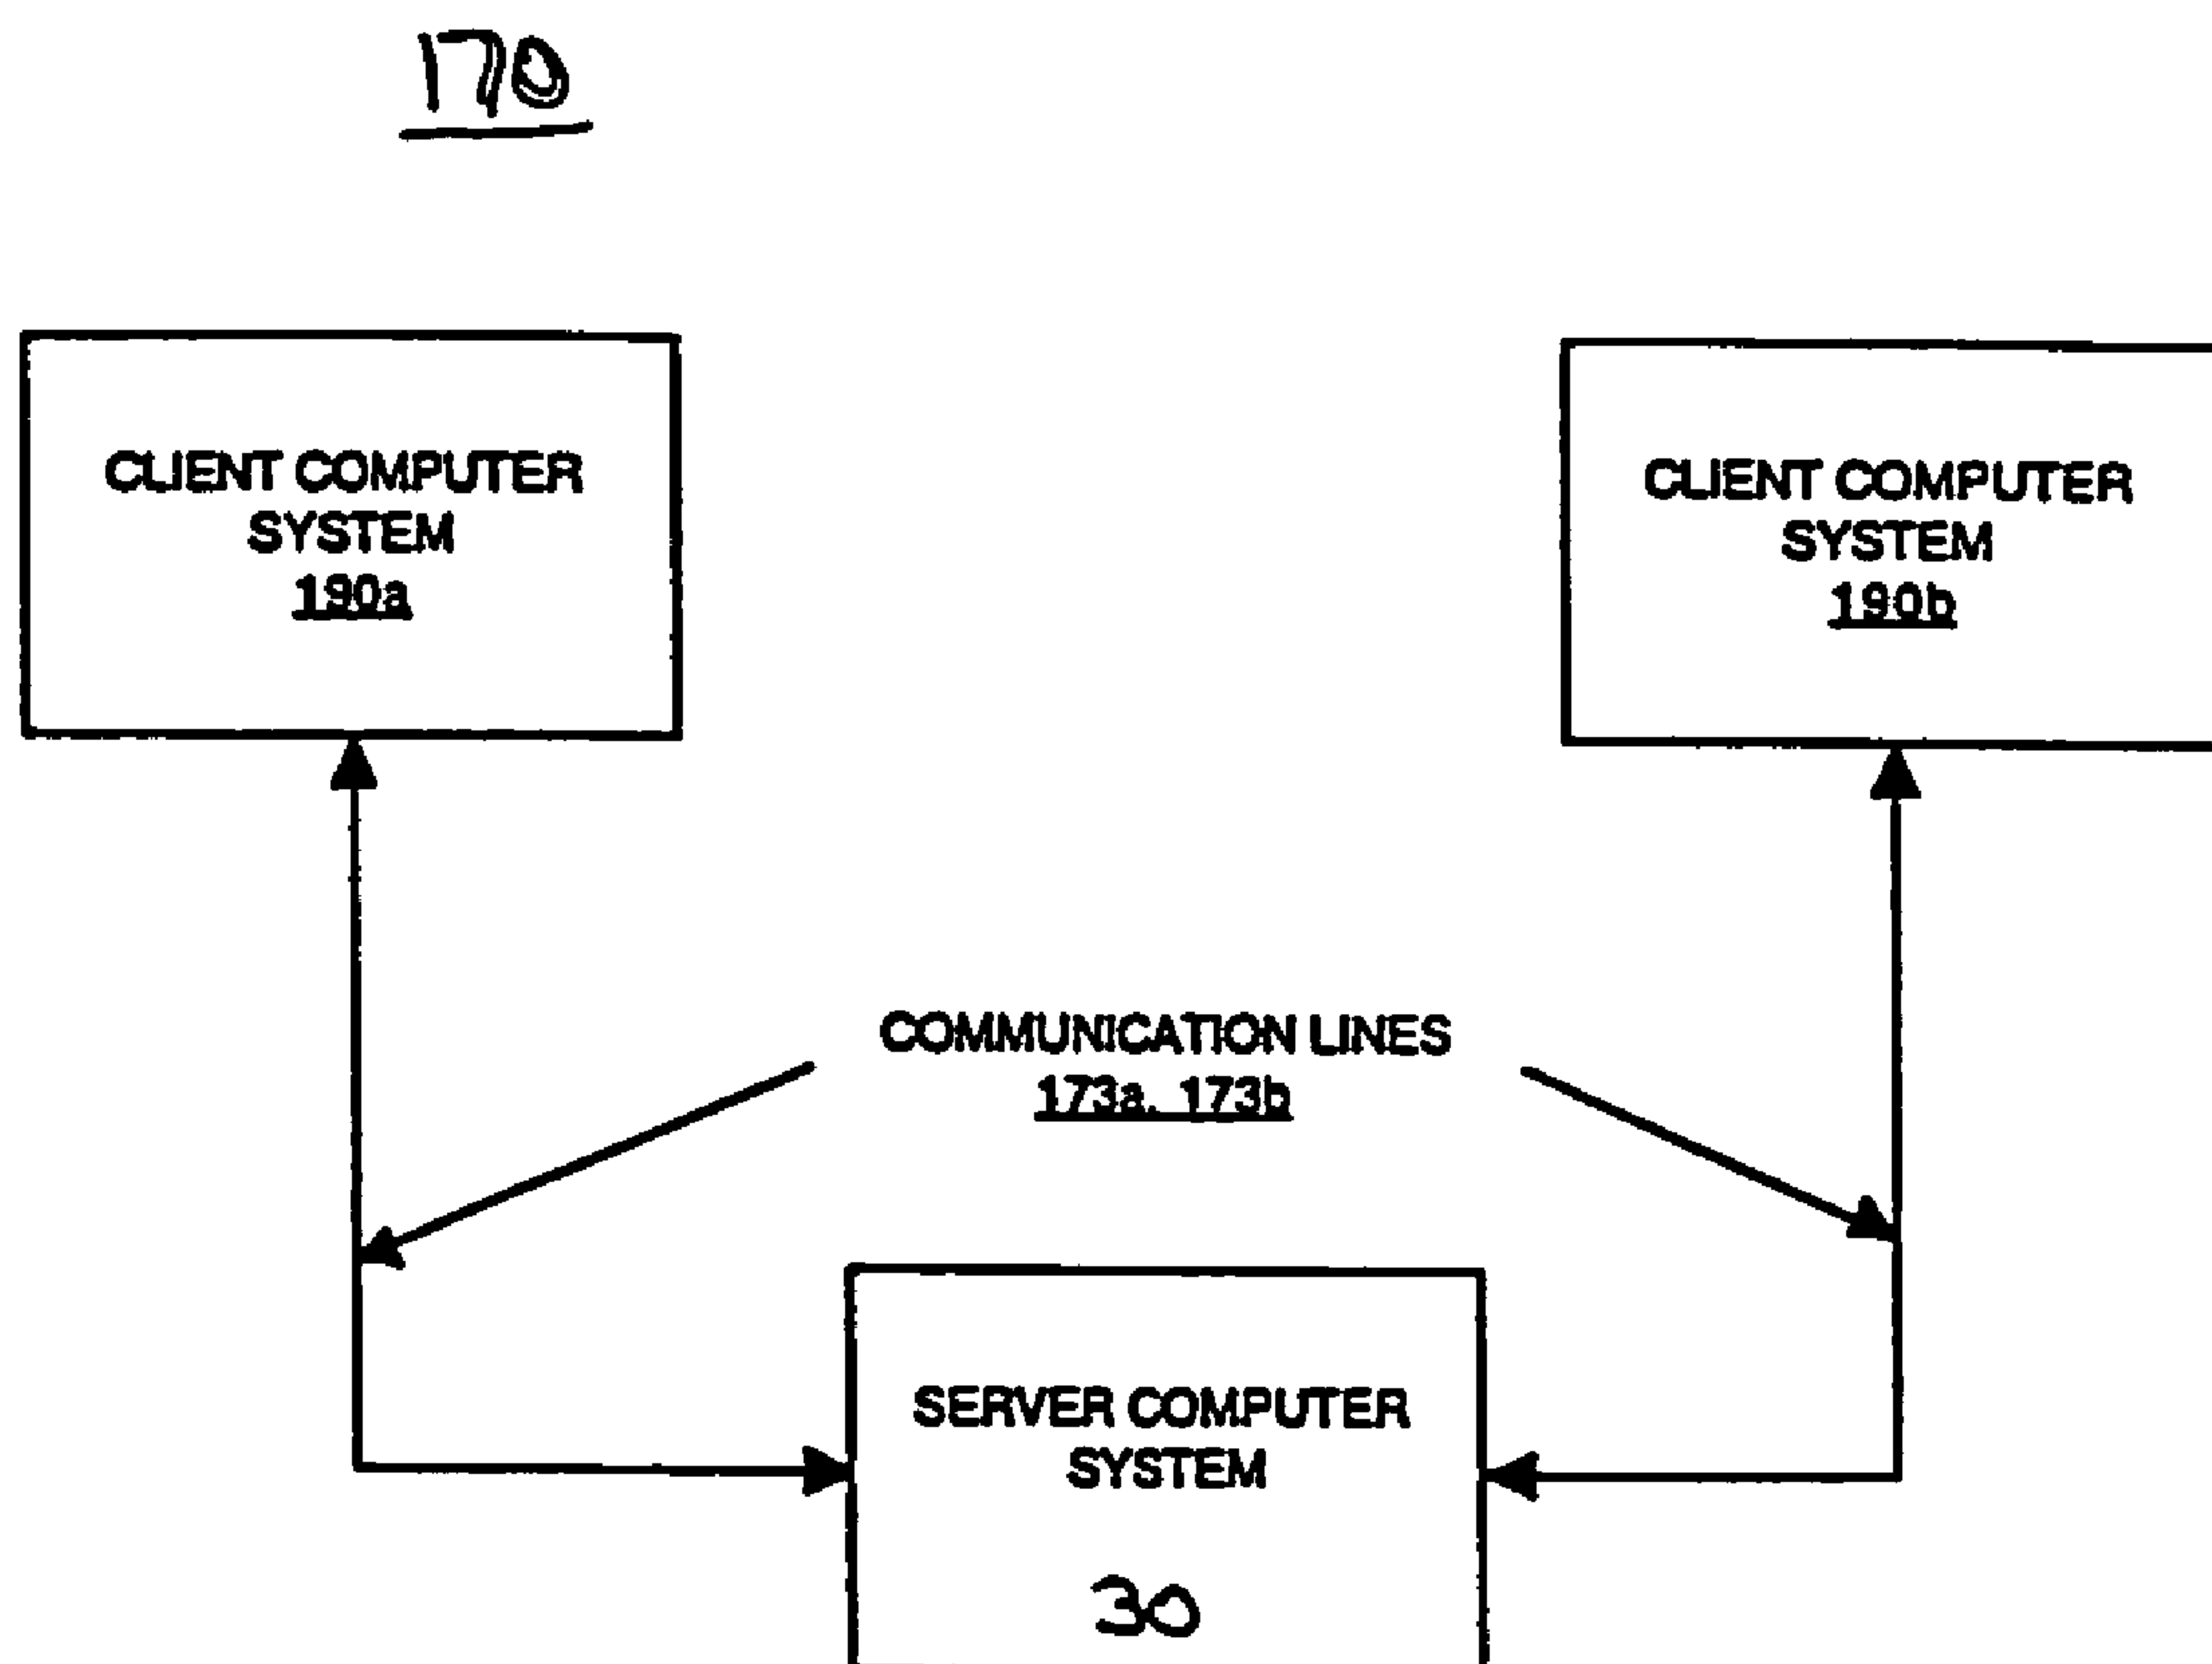 170
CLIENT COMPUTER
SYSTEM
190a
CLIENT COMPUTER
SYSTEM
190b
COMMUNICATION LINES
173a, 173b
SERVER COMPUTER
SYSTEM
30